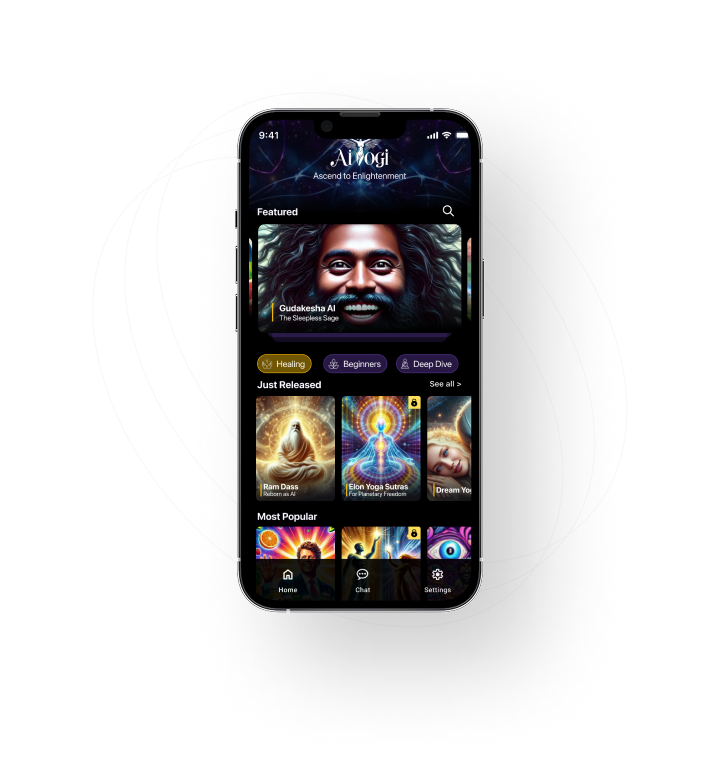 9:41
AI Yogi
Ascend to Enlightenment
Featured
Gudakesha AI
The Sleepless Sage
Healing
Beginners
Deep Dive
Just Released
See all >
Ram Dass
Reborn as AI
Elon Yoga Sutras
For Planetary Freedom
Dream Yo
Most Popular
Home
Chat
Settings